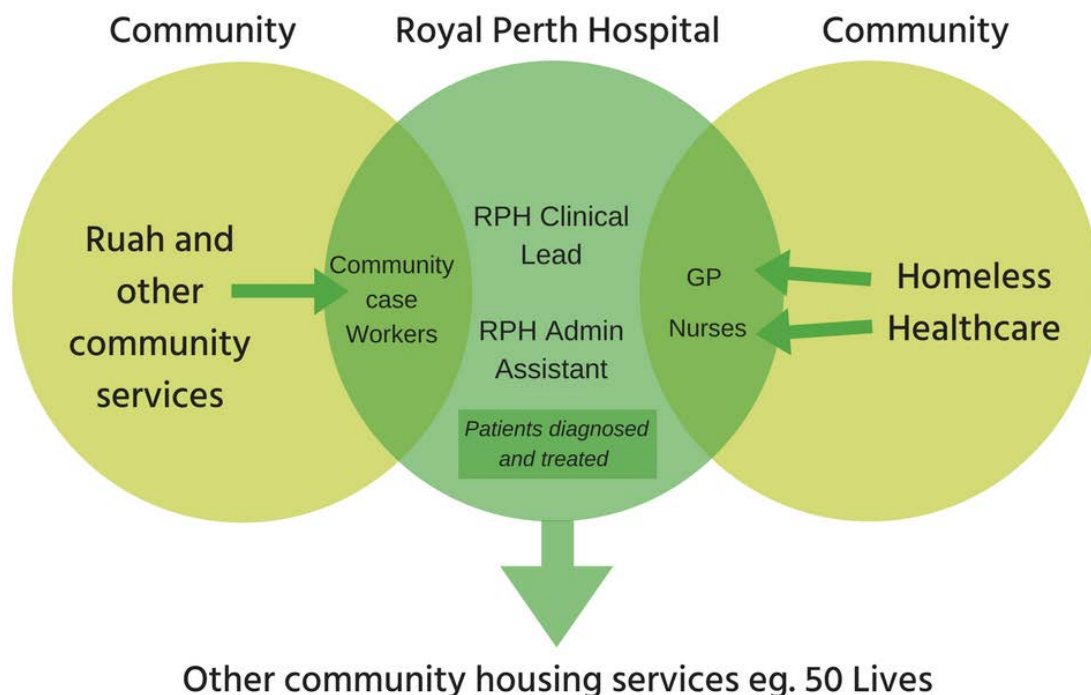 Community
Royal Perth Hospital
Community
Ruah and
other
community
services
Community
case
Workers
RPH Clinical
Lead
RPH Admin
Assistant
Patients diagnosed
and treated
GP
Nurses
Homeless
Healthcare
Other community housing services eg. 50 Lives